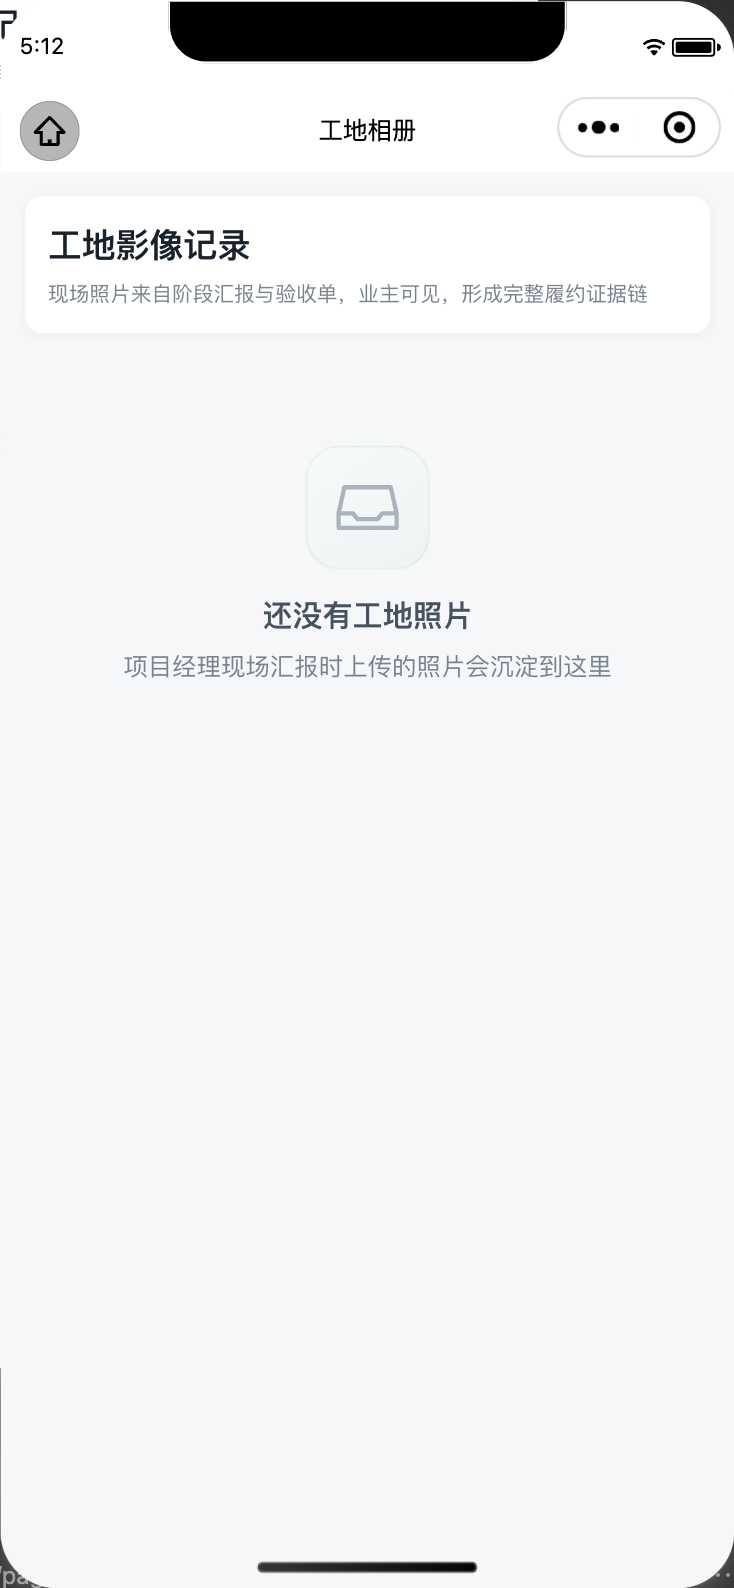 5:12
工地相册
工地影像记录
现场照片来自阶段汇报与验收单，业主可见，形成完整履约证据链
还没有工地照片
项目经理现场汇报时上传的照片会沉淀到这里